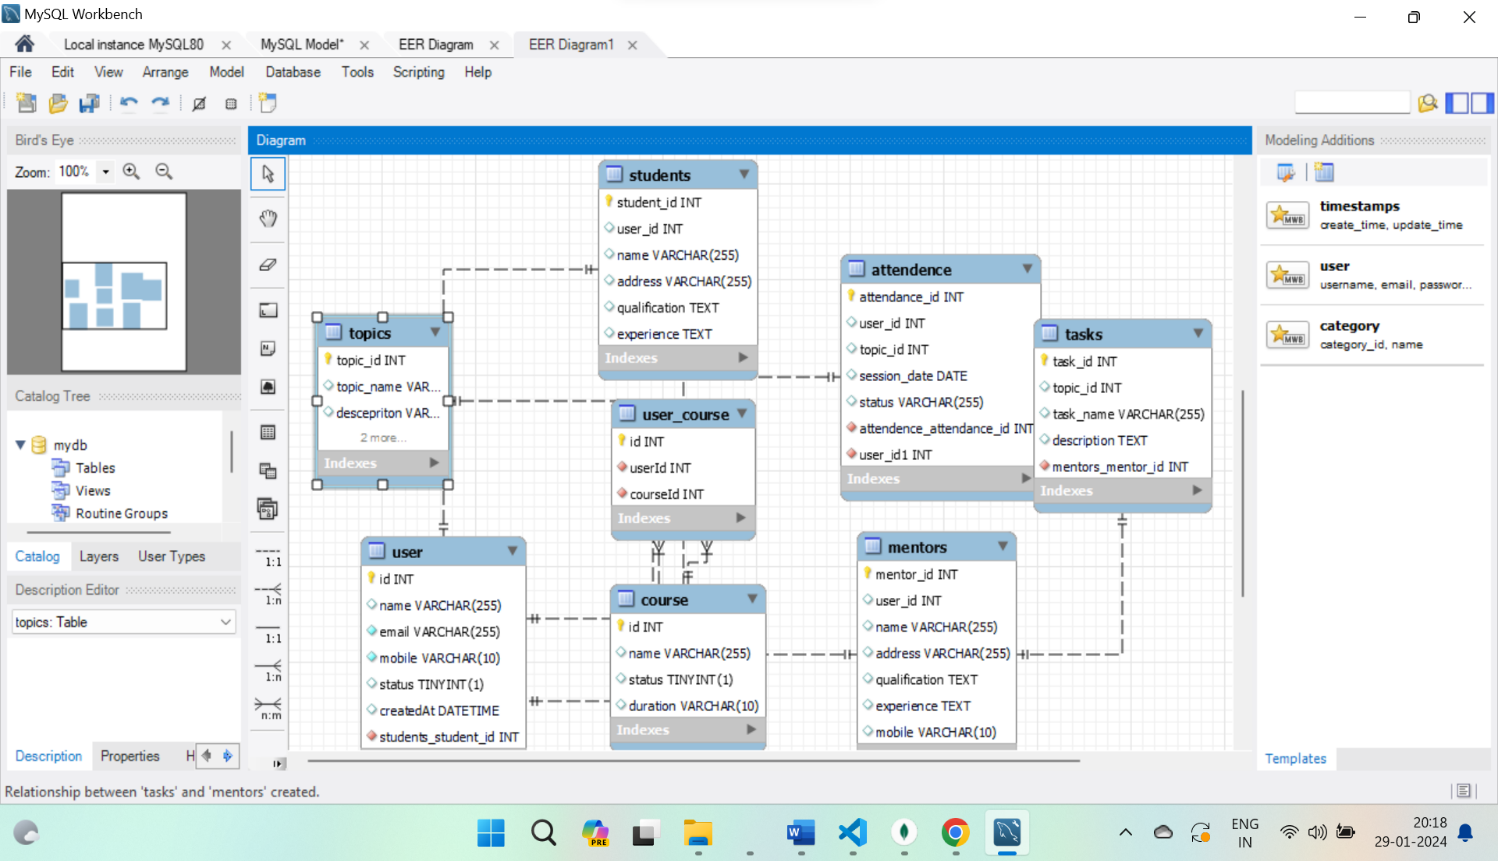 MySQL Workbench
Local instance MySQL80
MySQL Model*
EER Diagram
EER Diagram1
File Edit View Arrange Model Database Tools Scripting Help
Bird's Eye
Zoom: 100%
Catalog Tree
mydb
Tables
Views
Routine Groups
Catalog Layers User Types
Description Editor
topics: Table
Description Properties H
Diagram
1:1
1:n
1:1
1:n
n:m
students
student_id INT
user_id INT
name VARCHAR(255)
address VARCHAR(255)
qualification TEXT
experience TEXT
Indexes
topics
topic_id INT
topic_name VAR...
descepriton VAR...
2 more...
Indexes
user_course
id INT
userId INT
courseId INT
Indexes
attendence
attendance_id INT
user_id INT
topic_id INT
session_date DATE
status VARCHAR(255)
attendence_attendance_id INT
user_id1 INT
Indexes
tasks
task_id INT
topic_id INT
task_name VARCHAR(255)
description TEXT
mentors_mentor_id INT
Indexes
user
id INT
name VARCHAR(255)
email VARCHAR(255)
mobile VARCHAR(10)
status TINYINT(1)
createdAt DATETIME
students_student_id INT
course
id INT
name VARCHAR(255)
status TINYINT(1)
duration VARCHAR(10)
Indexes
mentors
mentor_id INT
user_id INT
name VARCHAR(255)
address VARCHAR(255)
qualification TEXT
experience TEXT
mobile VARCHAR(10)
Modeling Additions
MWB
timestamps
create_time, update_time
MWB
user
username, email, passwor...
MWB
category
category_id, name
Templates
Relationship between 'tasks' and 'mentors' created.
PRE
W
ENG
IN
20:18
29-01-2024